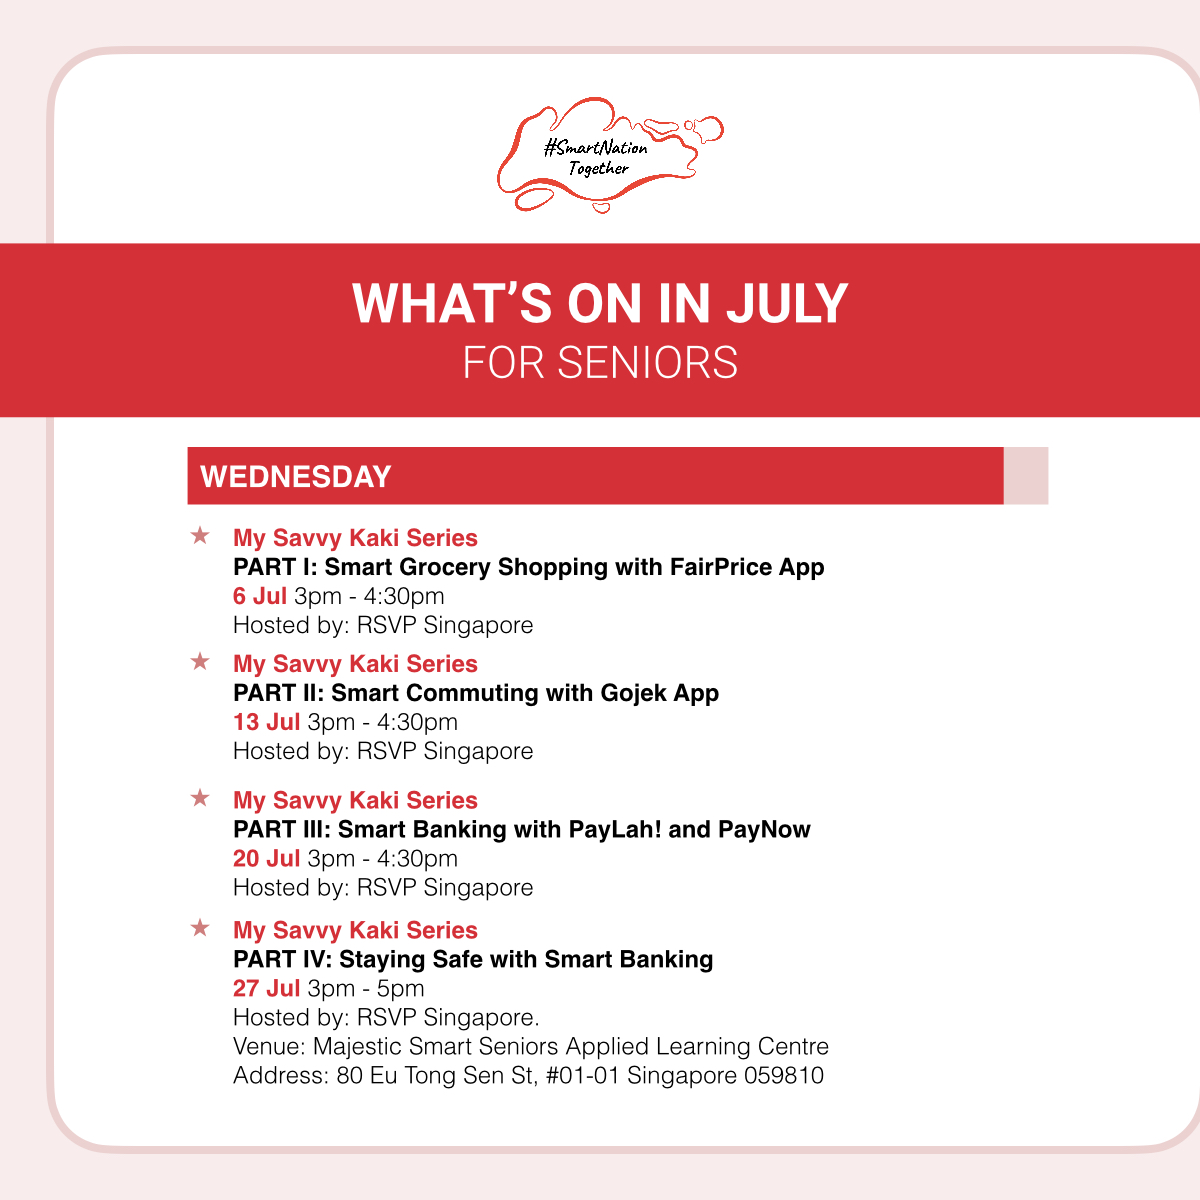 #SmartNation
Together
WHAT’S ON IN JULY
FOR SENIORS
WEDNESDAY
My Savvy Kaki Series
PART I: Smart Grocery Shopping with FairPrice App
6 Jul 3pm - 4:30pm
Hosted by: RSVP Singapore
My Savvy Kaki Series
PART II: Smart Commuting with Gojek App
13 Jul 3pm - 4:30pm
Hosted by: RSVP Singapore
My Savvy Kaki Series
PART III: Smart Banking with PayLah! and PayNow
20 Jul 3pm - 4:30pm
Hosted by: RSVP Singapore
My Savvy Kaki Series
PART IV: Staying Safe with Smart Banking
27 Jul 3pm - 5pm
Hosted by: RSVP Singapore.
Venue: Majestic Smart Seniors Applied Learning Centre
Address: 80 Eu Tong Sen St, #01-01 Singapore 059810